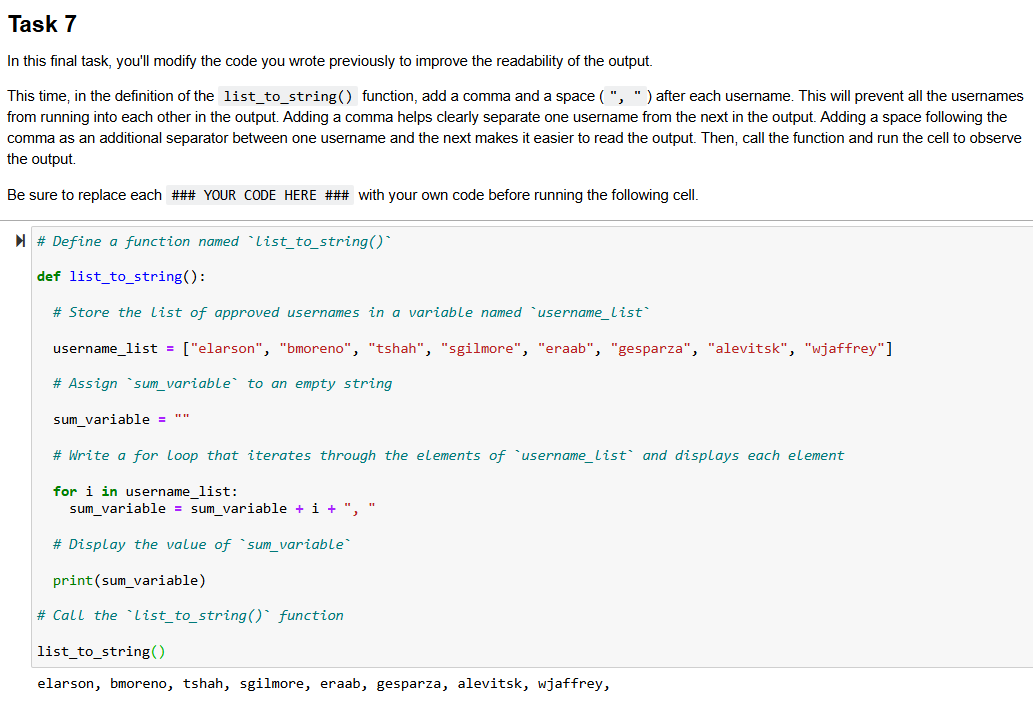 Task 7
In this final task, you'll modify the code you wrote previously to improve the readability of the output.
This time, in the definition of the list_to_string() function, add a comma and a space ( ", " ) after each username. This will prevent all the usernames
from running into each other in the output. Adding a comma helps clearly separate one username from the next in the output. Adding a space following the
comma as an additional separator between one username and the next makes it easier to read the output. Then, call the function and run the cell to observe
the output.
Be sure to replace each ### YOUR CODE HERE ### with your own code before running the following cell.
# Define a function named `list_to_string()`
def list_to_string():
# Store the list of approved usernames in a variable named `username_list`
username_list = ["elarson", "bmoreno", "tshah", "sgilmore", "eraab", "gesparza", "alevitsk", "wjaffrey"]
# Assign `sum_variable` to an empty string
sum_variable = ""
# Write a for loop that iterates through the elements of `username_list` and displays each element
for i in username_list:
sum_variable = sum_variable + i + ", "
# Display the value of `sum_variable`
print(sum_variable)
# Call the `list_to_string()` function
list_to_string()
elarson, bmoreno, tshah, sgilmore, eraab, gesparza, alevitsk, wjaffrey,